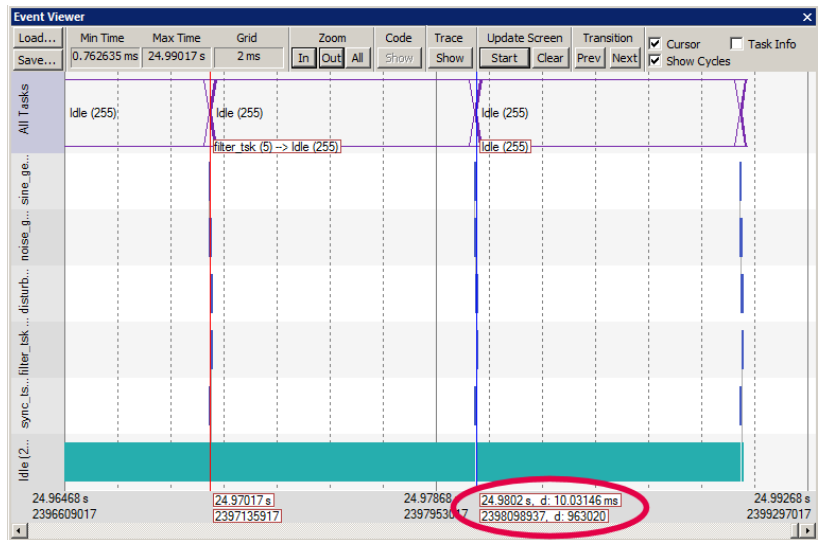 Event Viewer
Load... Min Time Max Time Grid Zoom Code Trace Update Screen Transition Cursor Task Info
Save... 0.762635 ms 24.99017 s 2 ms In Out All Show Show Start Clear Prev Next Show Cycles
All Tasks
Idle (255) Idle (255) Idle (255)
filter_tsk (5) --> Idle (255) Idle (255)
sine_ge...
noise_g...
disturb...
filter_tsk ...
sync_ts...
Idle (2...
24.96468 s 24.97017 s 24.97868 24.9802 s, d: 10.03146 ms 24.99268 s
2396609017 2397135917 2397953017 2398098937, d: 963020 2399297017